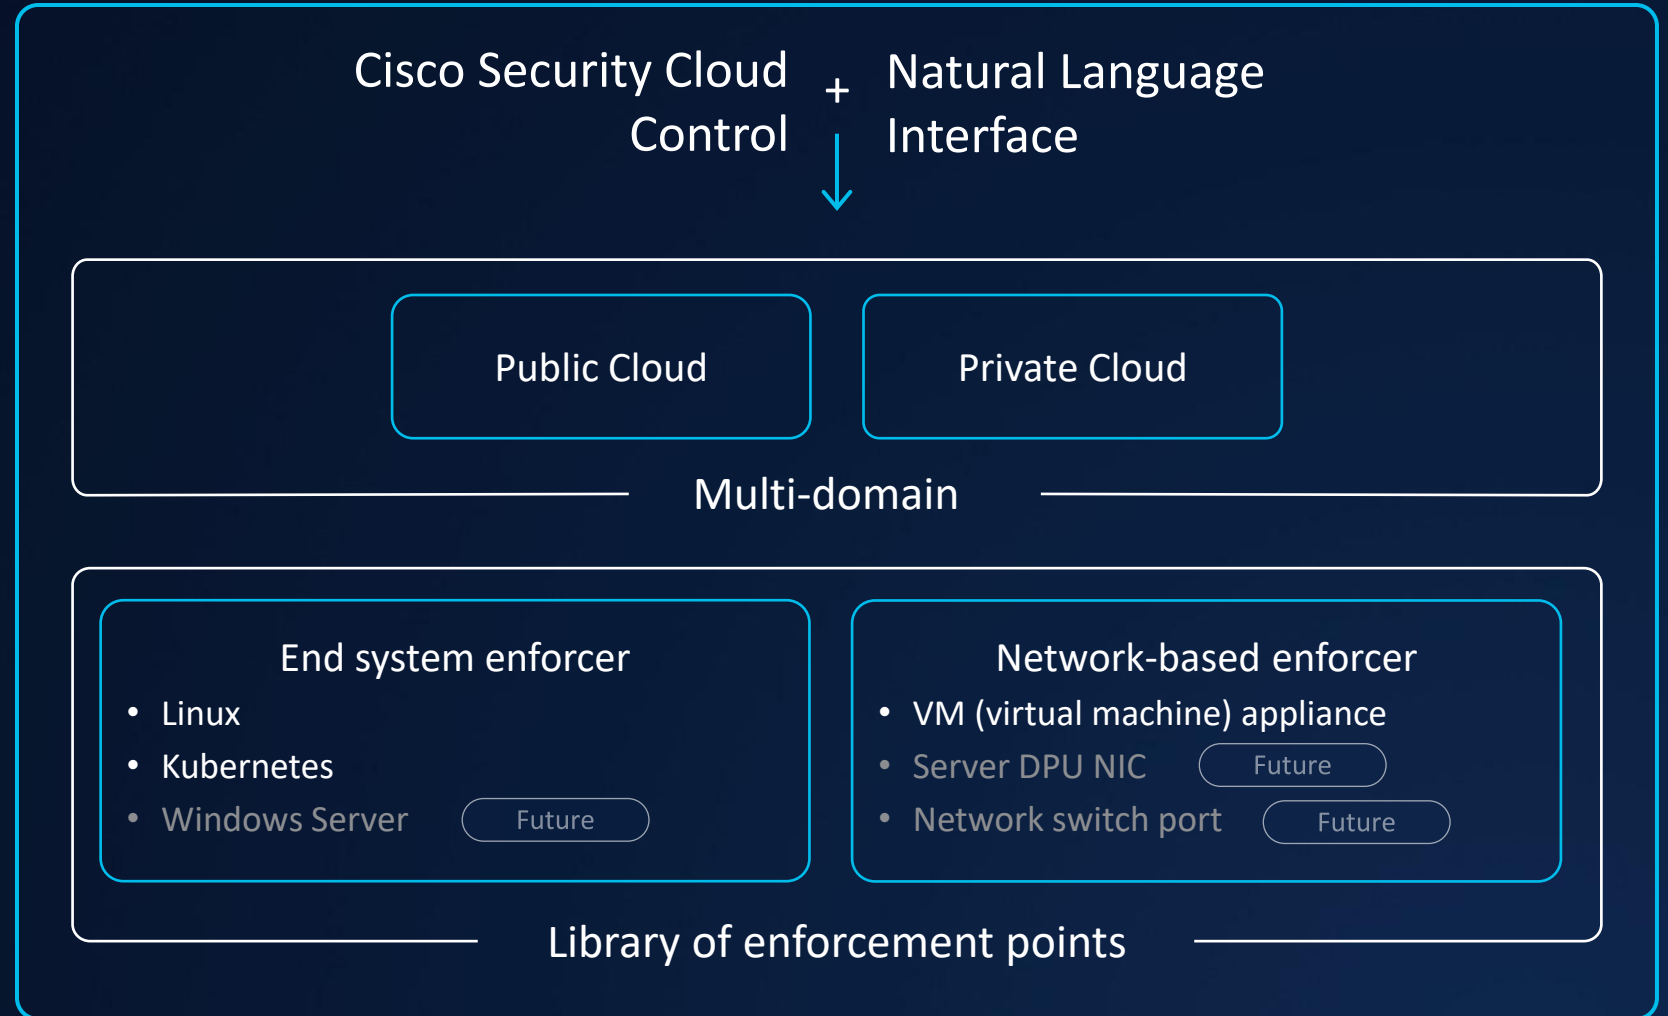 Cisco Security Cloud
Control
+
Natural Language
Interface
Public Cloud
Private Cloud
Multi-domain
End system enforcer
• Linux
• Kubernetes
• Windows Server Future
Network-based enforcer
• VM (virtual machine) appliance
• Server DPU NIC Future
• Network switch port Future
Library of enforcement points